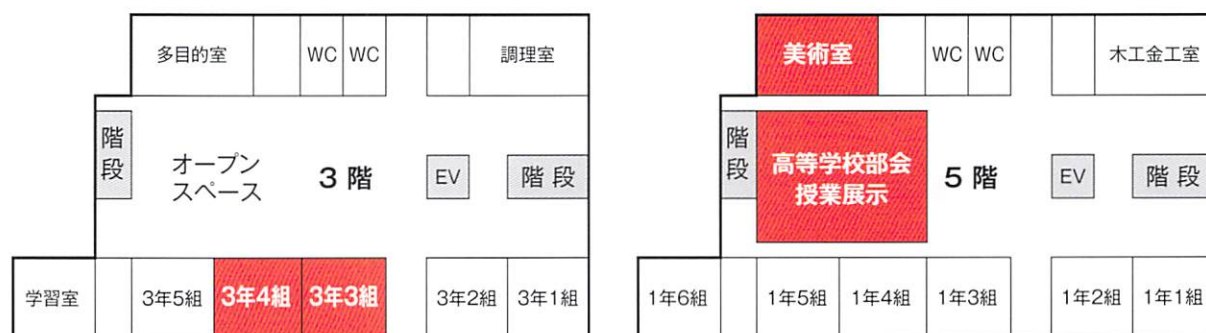 多目的室
WC
WC
調理室
階段
オープン
スペース
3 階
EV
階 段
学習室
3年5組
3年4組
3年3組
3年2組
3年1組
美術室
WC
WC
木工金工室
階段
高等学校部会
授業展示
5 階
EV
階 段
1年6組
1年5組
1年4組
1年3組
1年2組
1年1組